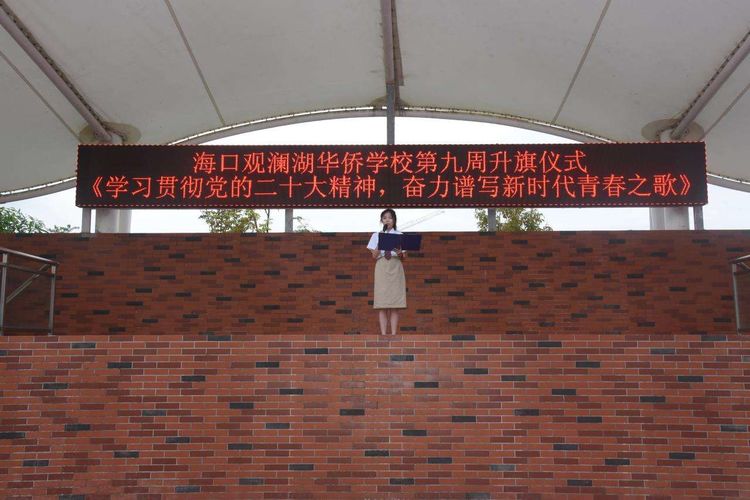 海口观澜湖华侨学校第九周升旗仪式
《学习贯彻党的二十大精神，奋力谱写新时代青春之歌》